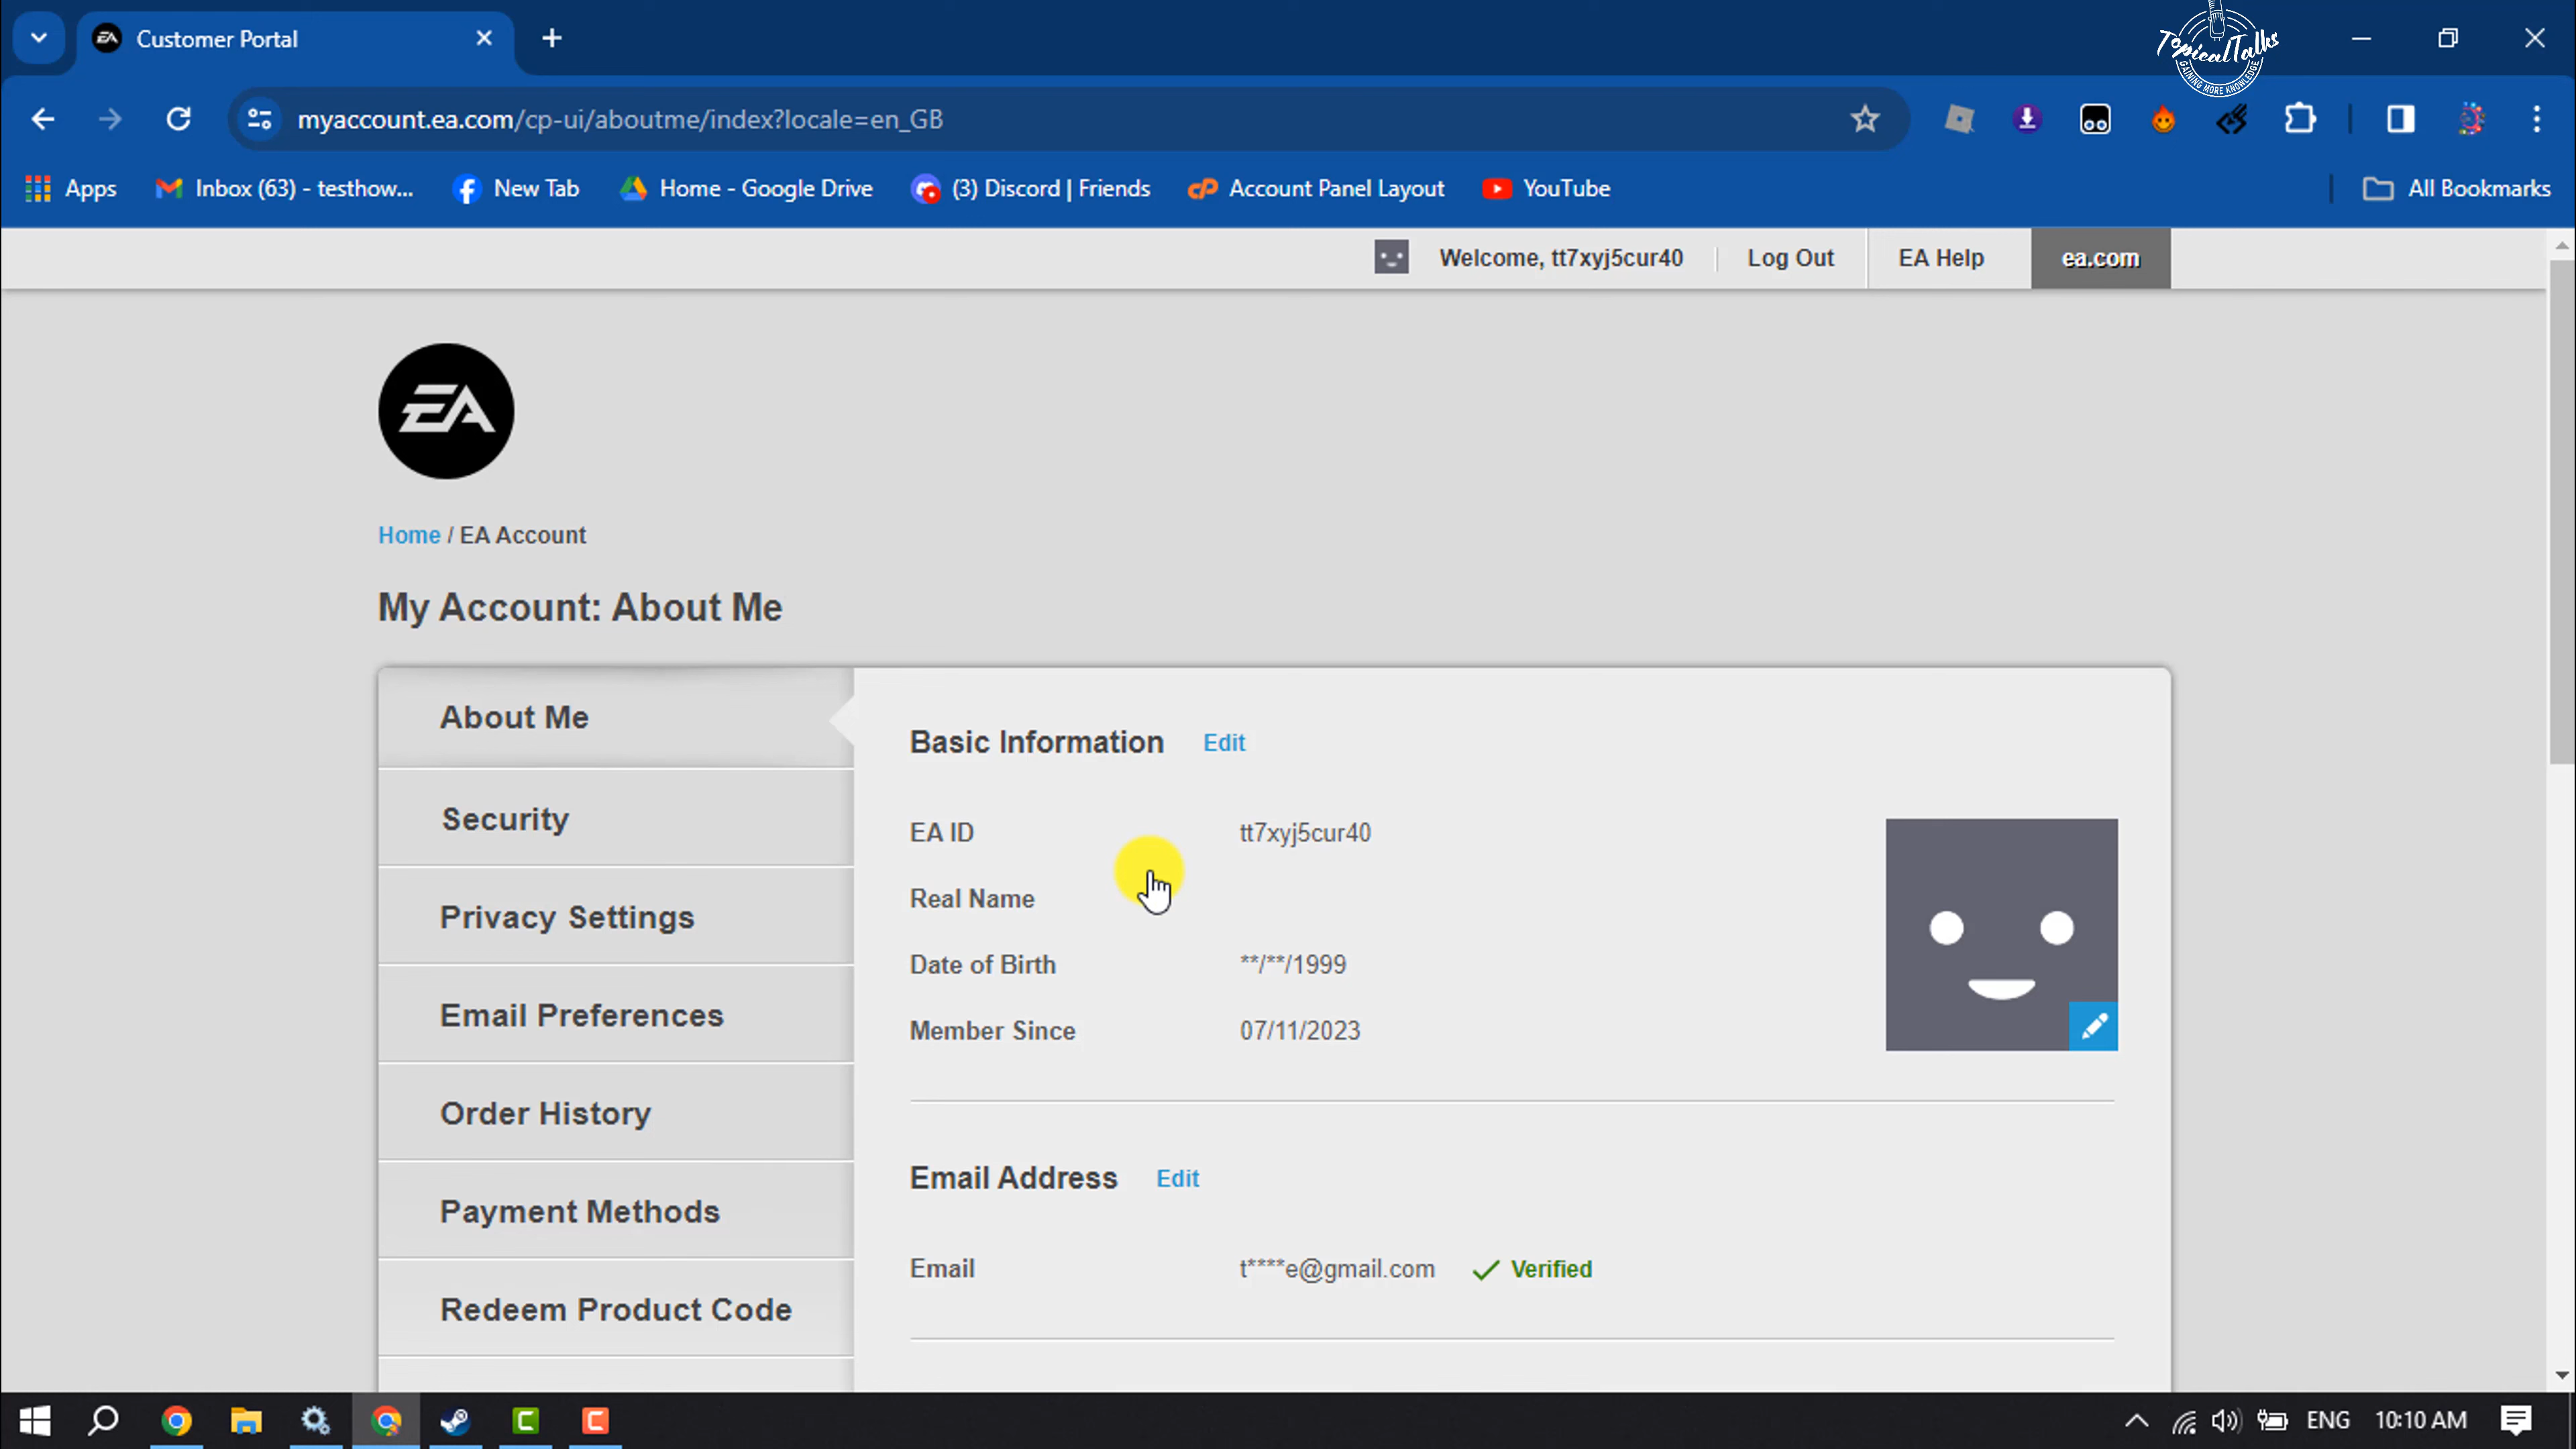 Customer Portal
TopicalTalks
GAINING MORE KNOWLEDGE
myaccount.ea.com/cp-ui/aboutme/index?locale=en_GB
Apps Inbox (63) - testhow... New Tab Home - Google Drive (3) Discord | Friends Account Panel Layout YouTube All Bookmarks
Welcome, tt7xyj5cur40 Log Out EA Help ea.com
EA
Home / EA Account
My Account: About Me
About Me
Security
Privacy Settings
Email Preferences
Order History
Payment Methods
Redeem Product Code
Basic Information Edit
EA ID tt7xyj5cur40
Real Name
Date of Birth **/**/1999
Member Since 07/11/2023
Email Address Edit
Email t****e@gmail.com Verified
ENG 10:10 AM